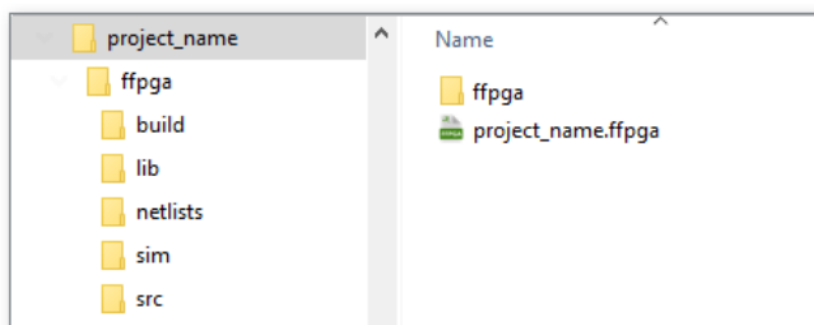 project_name
ffpga
build
lib
netlists
sim
src
Name
ffpga
project_name.ffpga